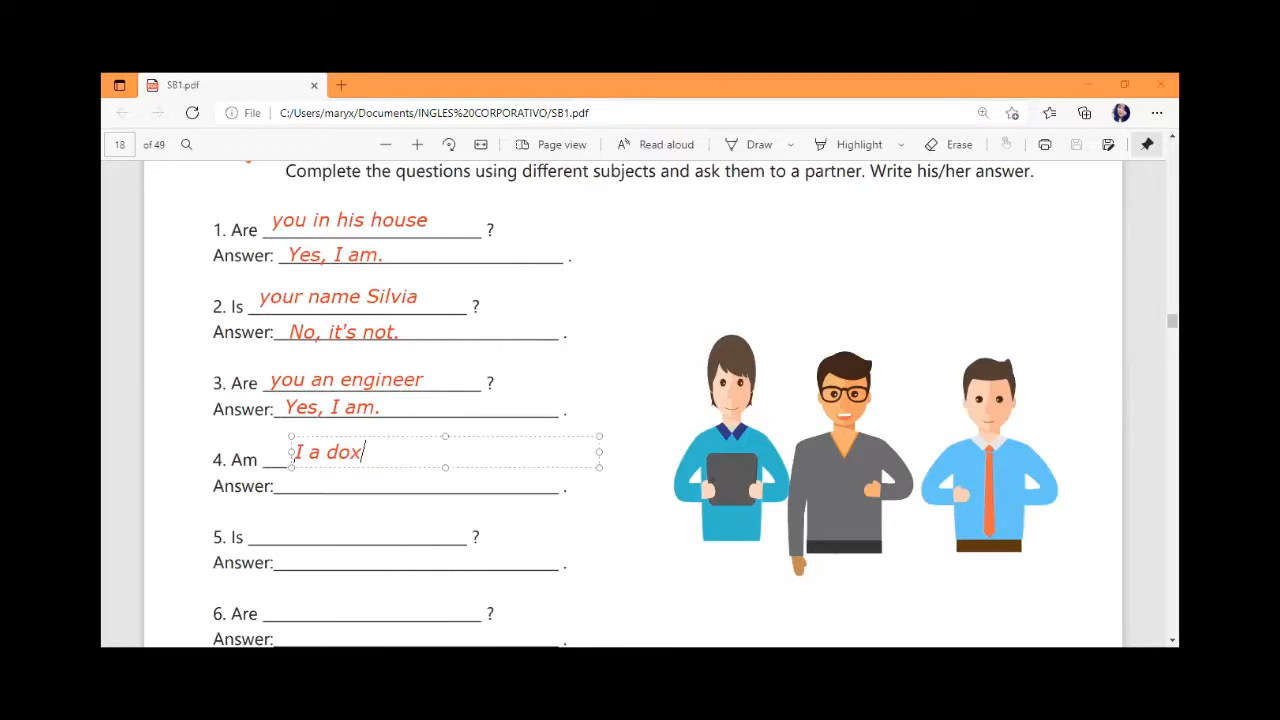 SB1.pdf
File C:/Users/maryx/Documents/INGLES%20CORPORATIVO/SB1.pdf
18 of 49 Page view Read aloud Draw Highlight Erase
Complete the questions using different subjects and ask them to a partner. Write his/her answer.
1. Are you in his house ?
Answer: Yes, I am. .
2. Is your name Silvia ?
Answer: No, it's not. .
3. Are you an engineer ?
Answer: Yes, I am. .
4. Am I a dox
Answer: .
5. Is ?
Answer: .
6. Are ?
Answer: